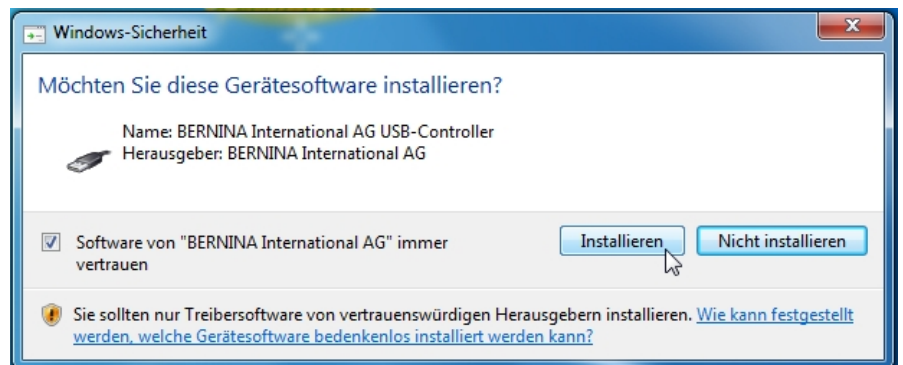 Windows-Sicherheit
Möchten Sie diese Gerätesoftware installieren?
Name: BERNINA International AG USB-Controller
Herausgeber: BERNINA International AG
Software von "BERNINA International AG" immer
vertrauen
Installieren
Nicht installieren
Sie sollten nur Treibersoftware von vertrauenswürdigen Herausgebern installieren. Wie kann festgestellt
werden, welche Gerätesoftware bedenkenlos installiert werden kann?